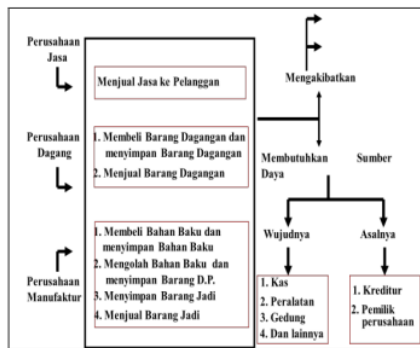 Perusahaan
Jasa
Menjual Jasa ke Pelanggan
Perusahaan
Dagang
1. Membeli Barang Dagangan dan
menyimpan Barang Dagangan
2. Menjual Barang Dagangan
Perusahaan
Manufaktur
1. Membeli Bahan Baku dan
menyimpan Bahan Baku
2. Mengolah Bahan Baku dan
menyimpan Barang D.P.
3. Menyimpan Barang Jadi
4. Menjual Barang Jadi
Mengakibatkan
Membutuhkan Sumber
Daya
Wujudnya
1. Kas
2. Peralatan
3. Gedung
4. Dan lainnya
Asalnya
1. Kreditur
2. Pemilik
perusahaan